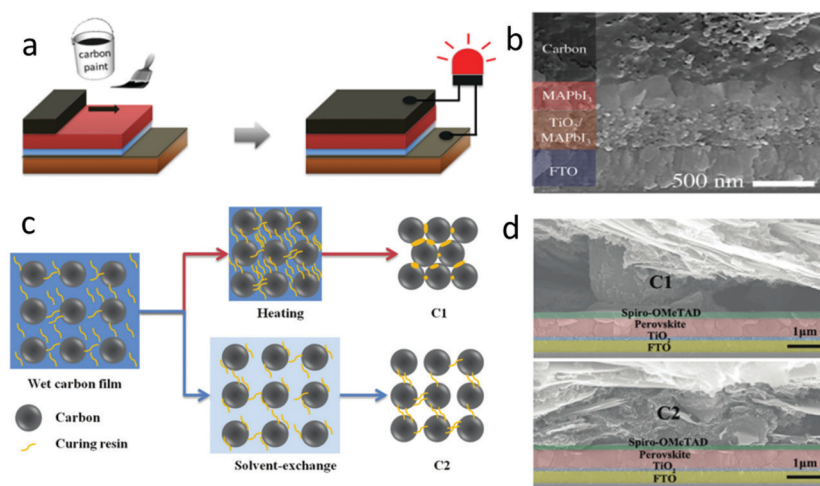 a
carbon
paint
b
Carbon
MAPbI₃
TiO₂/
MAPbI₃
FTO
500 nm
c
Wet carbon film
Carbon
Curing resin
Heating
C1
Solvent-exchange
C2
d
C1
Spiro-OMeTAD
Perovskite
TiO₂
FTO
1μm
C2
Spiro-OMeTAD
Perovskite
TiO₂
FTO
1μm